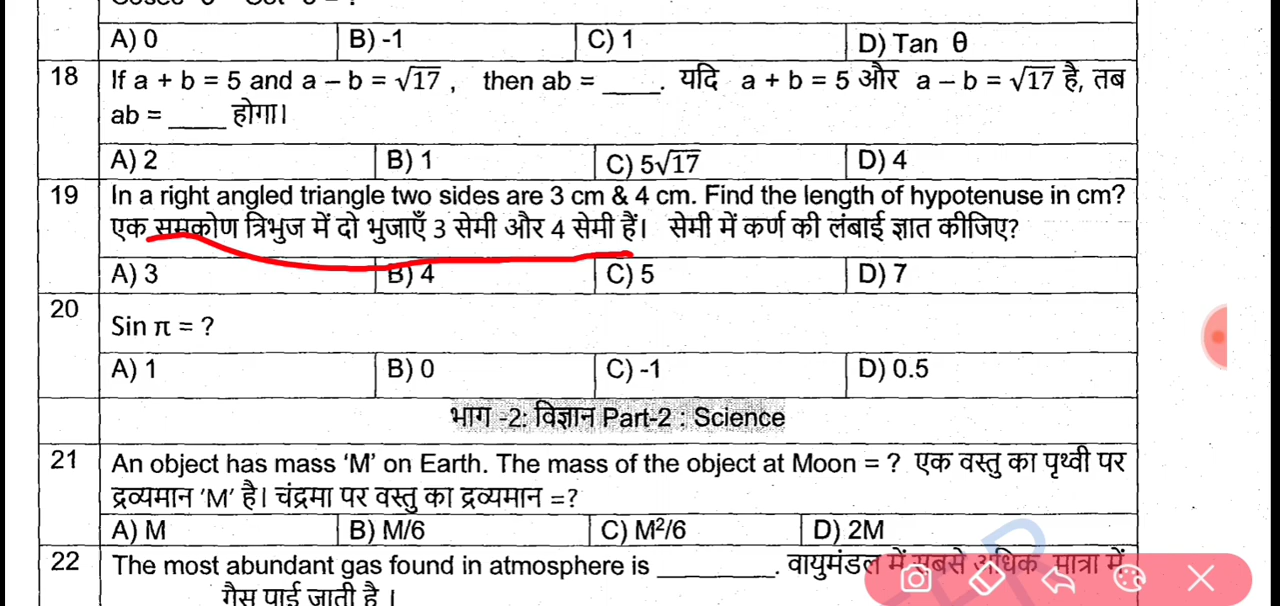 A) 0 B) -1 C) 1 D) Tan θ
18 If a + b = 5 and a – b = √17 , then ab = ____. यदि a + b = 5 और a – b = √17 है, तब
ab = ____ होगा।
A) 2 B) 1 C) 5√17 D) 4
19 In a right angled triangle two sides are 3 cm & 4 cm. Find the length of hypotenuse in cm?
एक समकोण त्रिभुज में दो भुजाएँ 3 सेमी और 4 सेमी हैं। सेमी में कर्ण की लंबाई ज्ञात कीजिए?
A) 3 B) 4 C) 5 D) 7
20 Sin π = ?
A) 1 B) 0 C) -1 D) 0.5
भाग -2: विज्ञान Part-2 : Science
21 An object has mass ‘M’ on Earth. The mass of the object at Moon = ? एक वस्तु का पृथ्वी पर
द्रव्यमान ‘M’ है। चंद्रमा पर वस्तु का द्रव्यमान =?
A) M B) M/6 C) M²/6 D) 2M
22 The most abundant gas found in atmosphere is ________. वायुमंडल में सबसे अधिक मात्रा में
गैस पाई जाती है ।